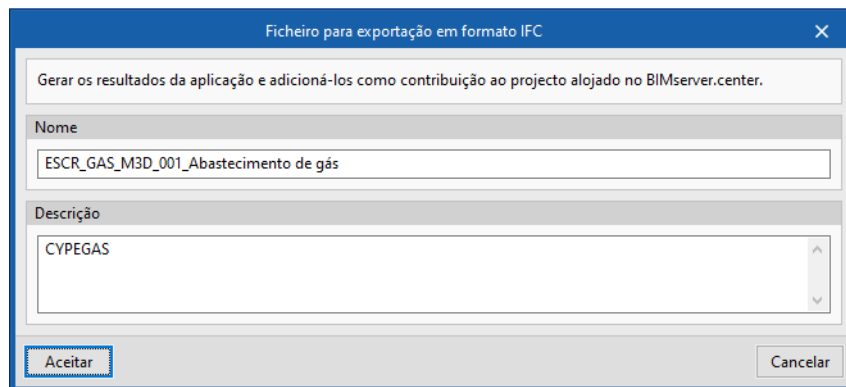 Ficheiro para exportação em formato IFC
Gerar os resultados da aplicação e adicioná-los como contribuição ao projecto alojado no BIMserver.center.
Nome
ESCR_GAS_M3D_001_Abastecimento de gás
Descrição
CYPEGAS
Aceitar
Cancelar